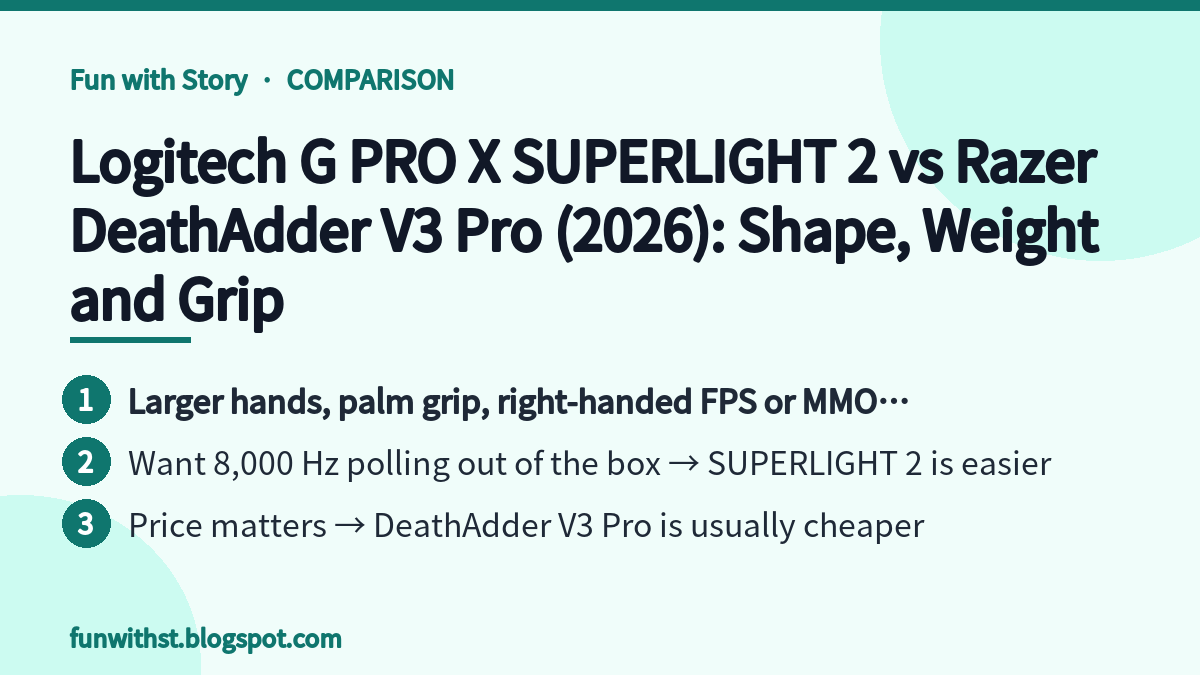 Fun with Story · COMPARISON
Logitech G PRO X SUPERLIGHT 2 vs Razer
DeathAdder V3 Pro (2026): Shape, Weight
and Grip
1 Larger hands, palm grip, right-handed FPS or MMO⋯
2 Want 8,000 Hz polling out of the box → SUPERLIGHT 2 is easier
3 Price matters → DeathAdder V3 Pro is usually cheaper
funwithst.blogspot.com